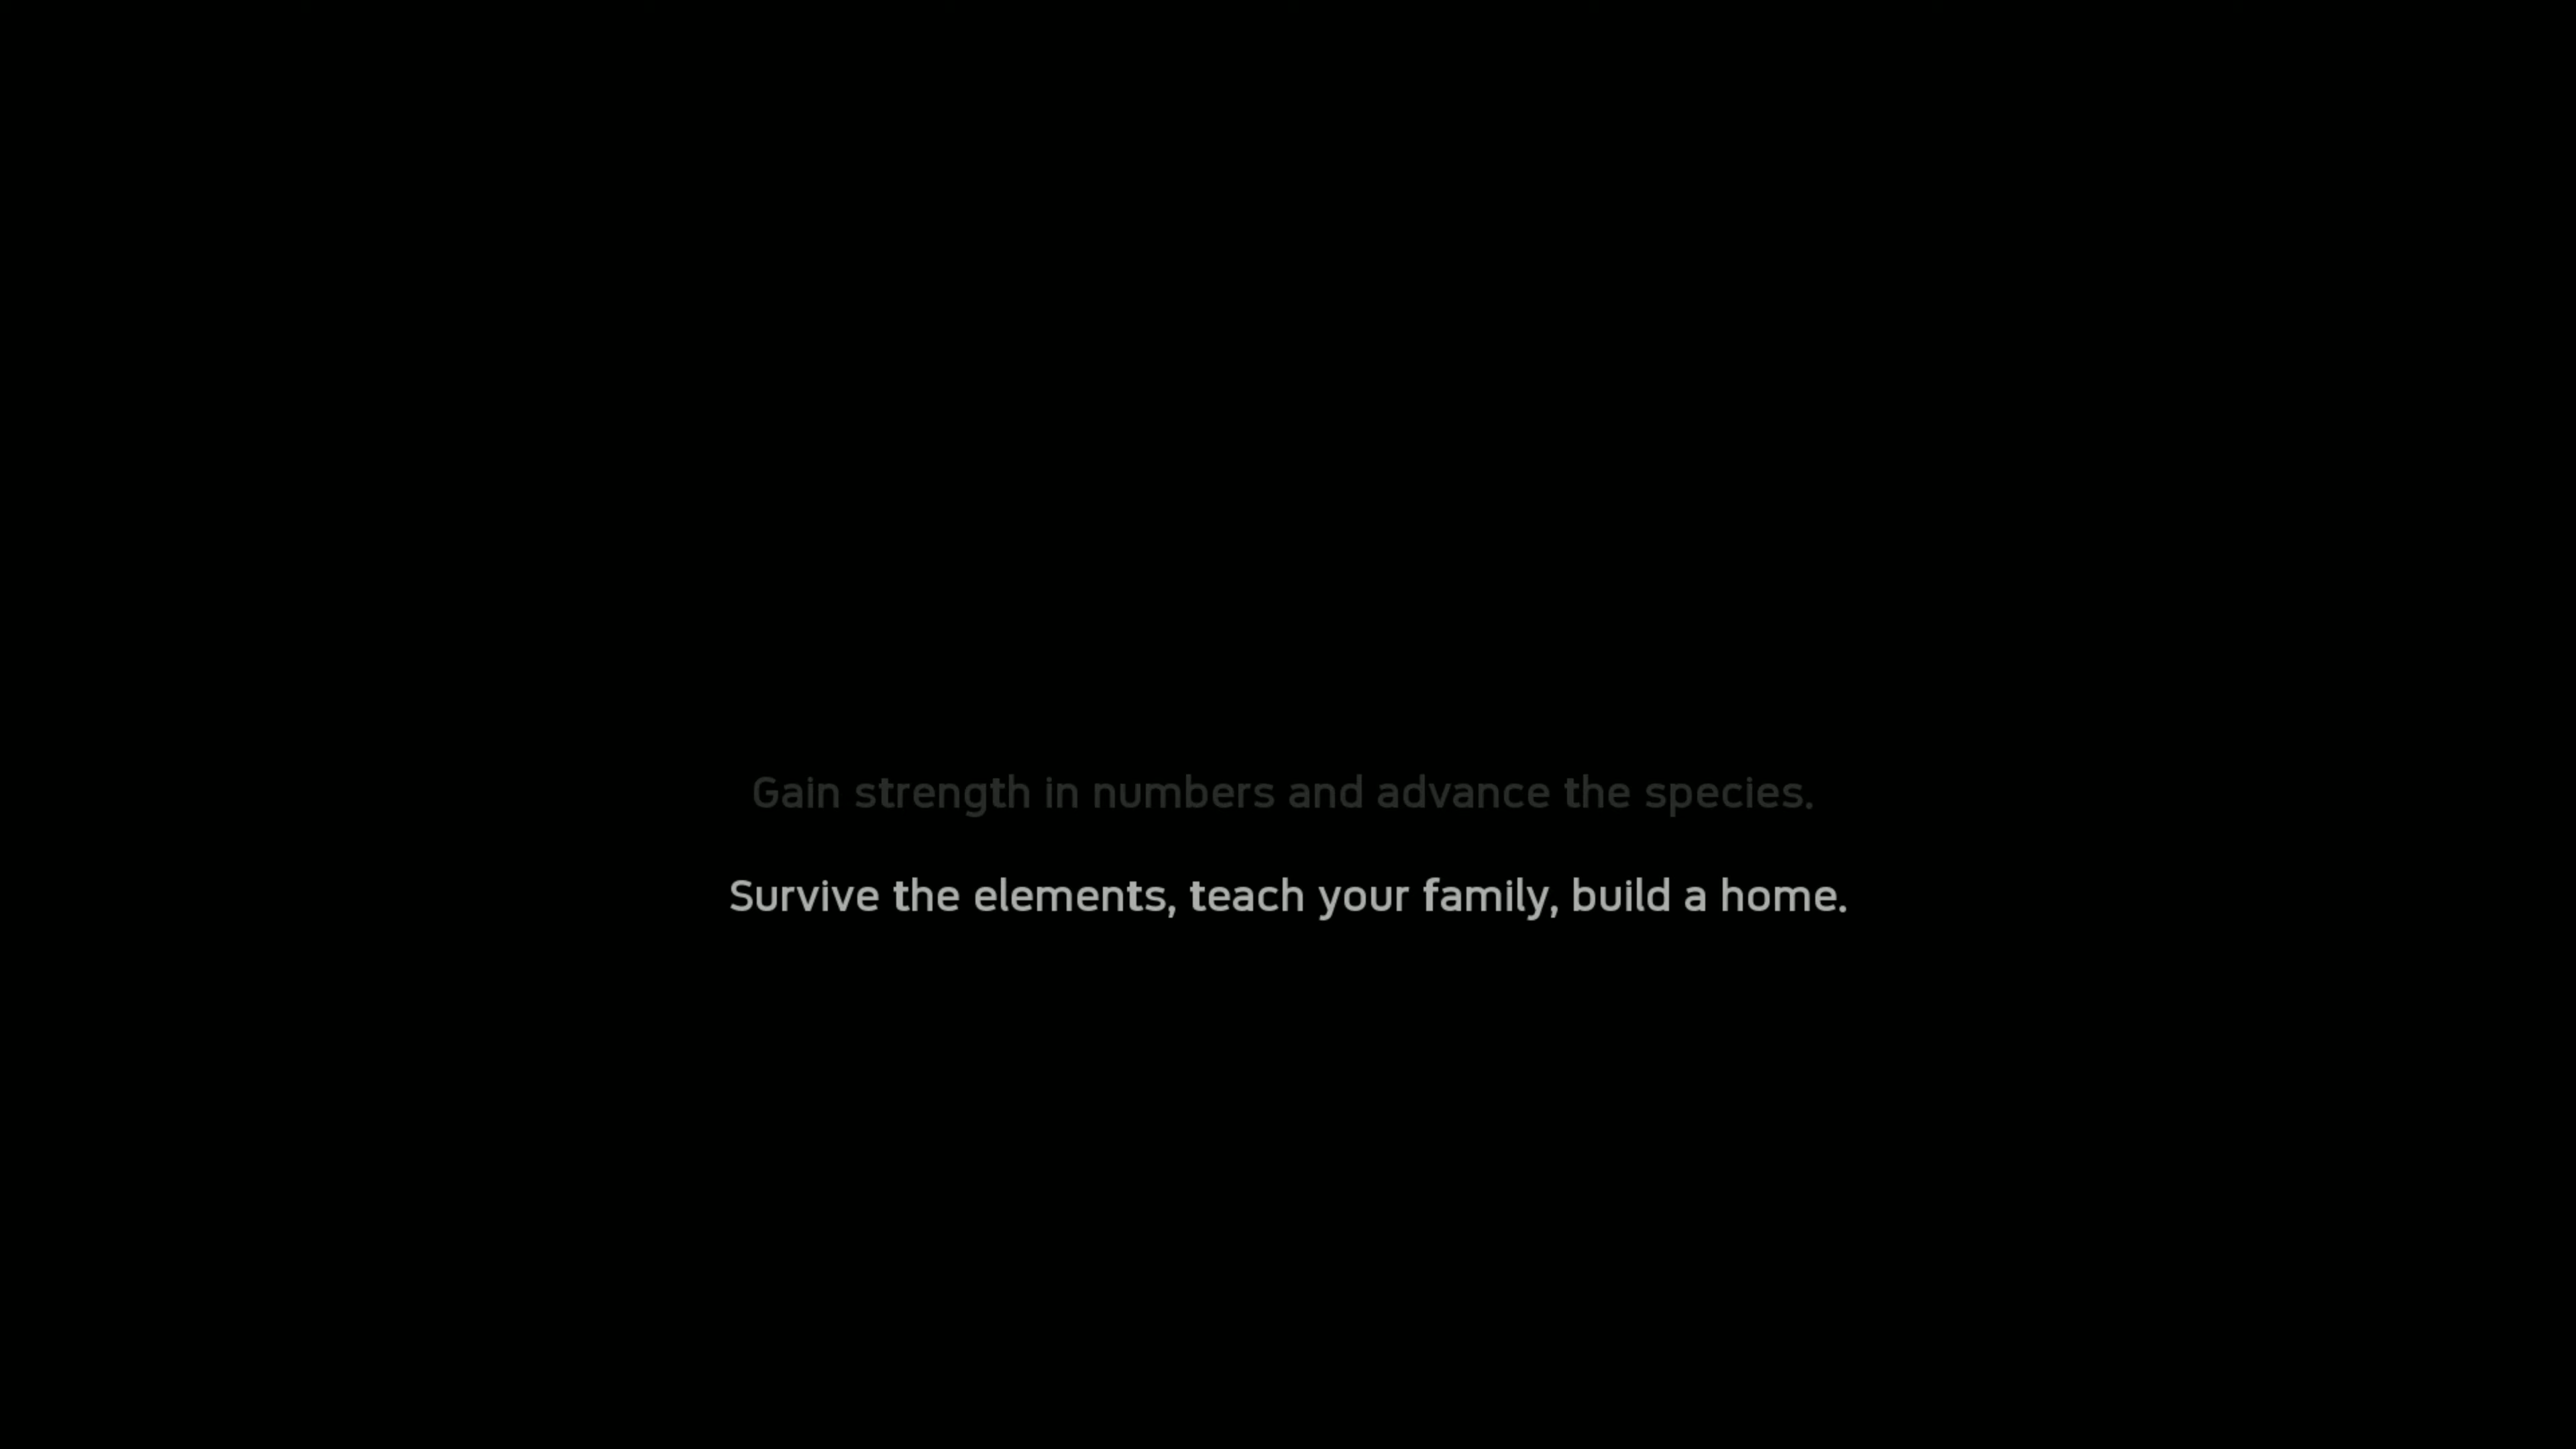 Gain strength in numbers and advance the species.
Survive the elements, teach your family, build a home.